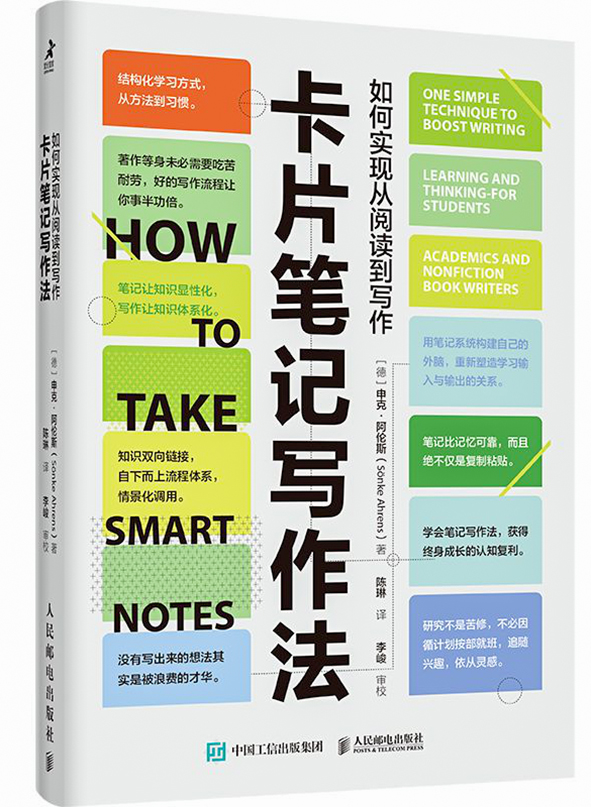 如何实现从阅读到写作
卡片笔记写作法
[德]申克·阿伦斯(Sönke Ahrens)著
陈琳 译 李峻 审校
人民邮电出版社
结构化学习方式,
从方法到习惯。
著作等身未必需要吃苦
耐劳,好的写作流程让
你事半功倍。
HOW
笔记让知识显性化,
写作让知识体系化。
TO
TAKE
知识双向链接,
自下而上流程体系,
情景化调用。
SMART
NOTES
没有写出来的想法其
实是被浪费的才华。
卡片笔记写作法
如何实现从阅读到写作
[德]申克·阿伦斯(Sönke Ahrens)著
陈琳 译 李峻 审校
ONE SIMPLE
TECHNIQUE TO
BOOST WRITING
LEARNING AND
THINKING-FOR
STUDENTS
ACADEMICS AND
NONFICTION
BOOK WRITERS
用笔记系统构建自己的
外脑,重新塑造学习输
入与输出的关系。
笔记比记忆可靠,而且
绝不仅是复制粘贴。
学会笔记写作法,获得
终身成长的认知复利。
研究不是苦修,不必因
循计划按部就班,追随
兴趣,依从灵感。
中国工信出版集团
人民邮电出版社
POSTS & TELECOM PRESS